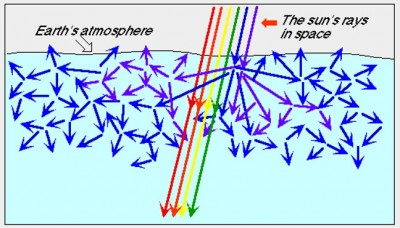 Earth's atmosphere
The sun's rays
in space